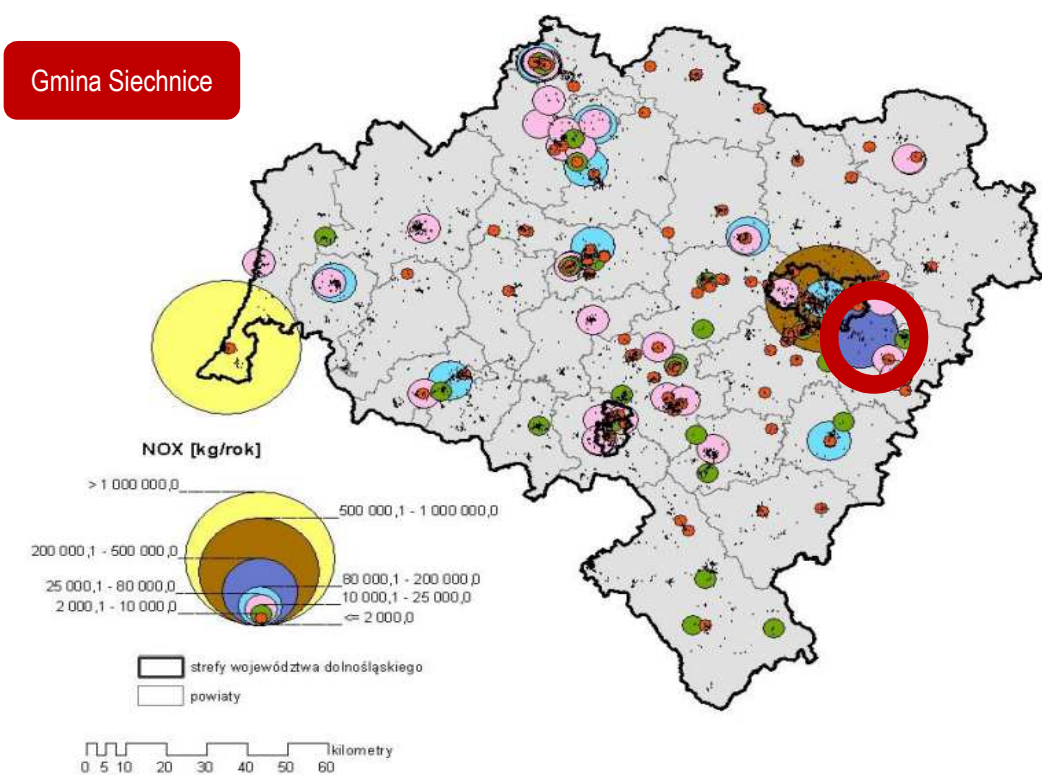 Gmina Siechnice
NOX [kg/rok]
> 1 000 000,0
500 000,1 - 1 000 000,0
200 000,1 - 500 000,0
80 000,1 - 200 000,0
25 000,1 - 80 000,0
10 000,1 - 25 000,0
2 000,1 - 10 000,0
<= 2 000,0
strefy województwa dolnośląskiego
powiaty
kilometry
0 5 10 20 30 40 50 60